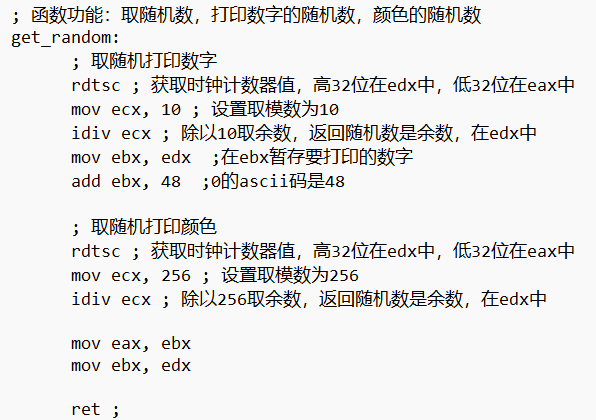 ; 函数功能：取随机数，打印数字的随机数，颜色的随机数
get_random:
; 取随机打印数字
rdtsc ; 获取时钟计数器值，高32位在edx中，低32位在eax中
mov ecx, 10 ; 设置取模数为10
idiv ecx ; 除以10取余数，返回随机数是余数，在edx中
mov ebx, edx  ;在ebx暂存要打印的数字
add ebx, 48  ;0的ascii码是48
; 取随机打印颜色
rdtsc ; 获取时钟计数器值，高32位在edx中，低32位在eax中
mov ecx, 256 ; 设置取模数为256
idiv ecx ; 除以256取余数，返回随机数是余数，在edx中
mov eax, ebx
mov ebx, edx
ret ;